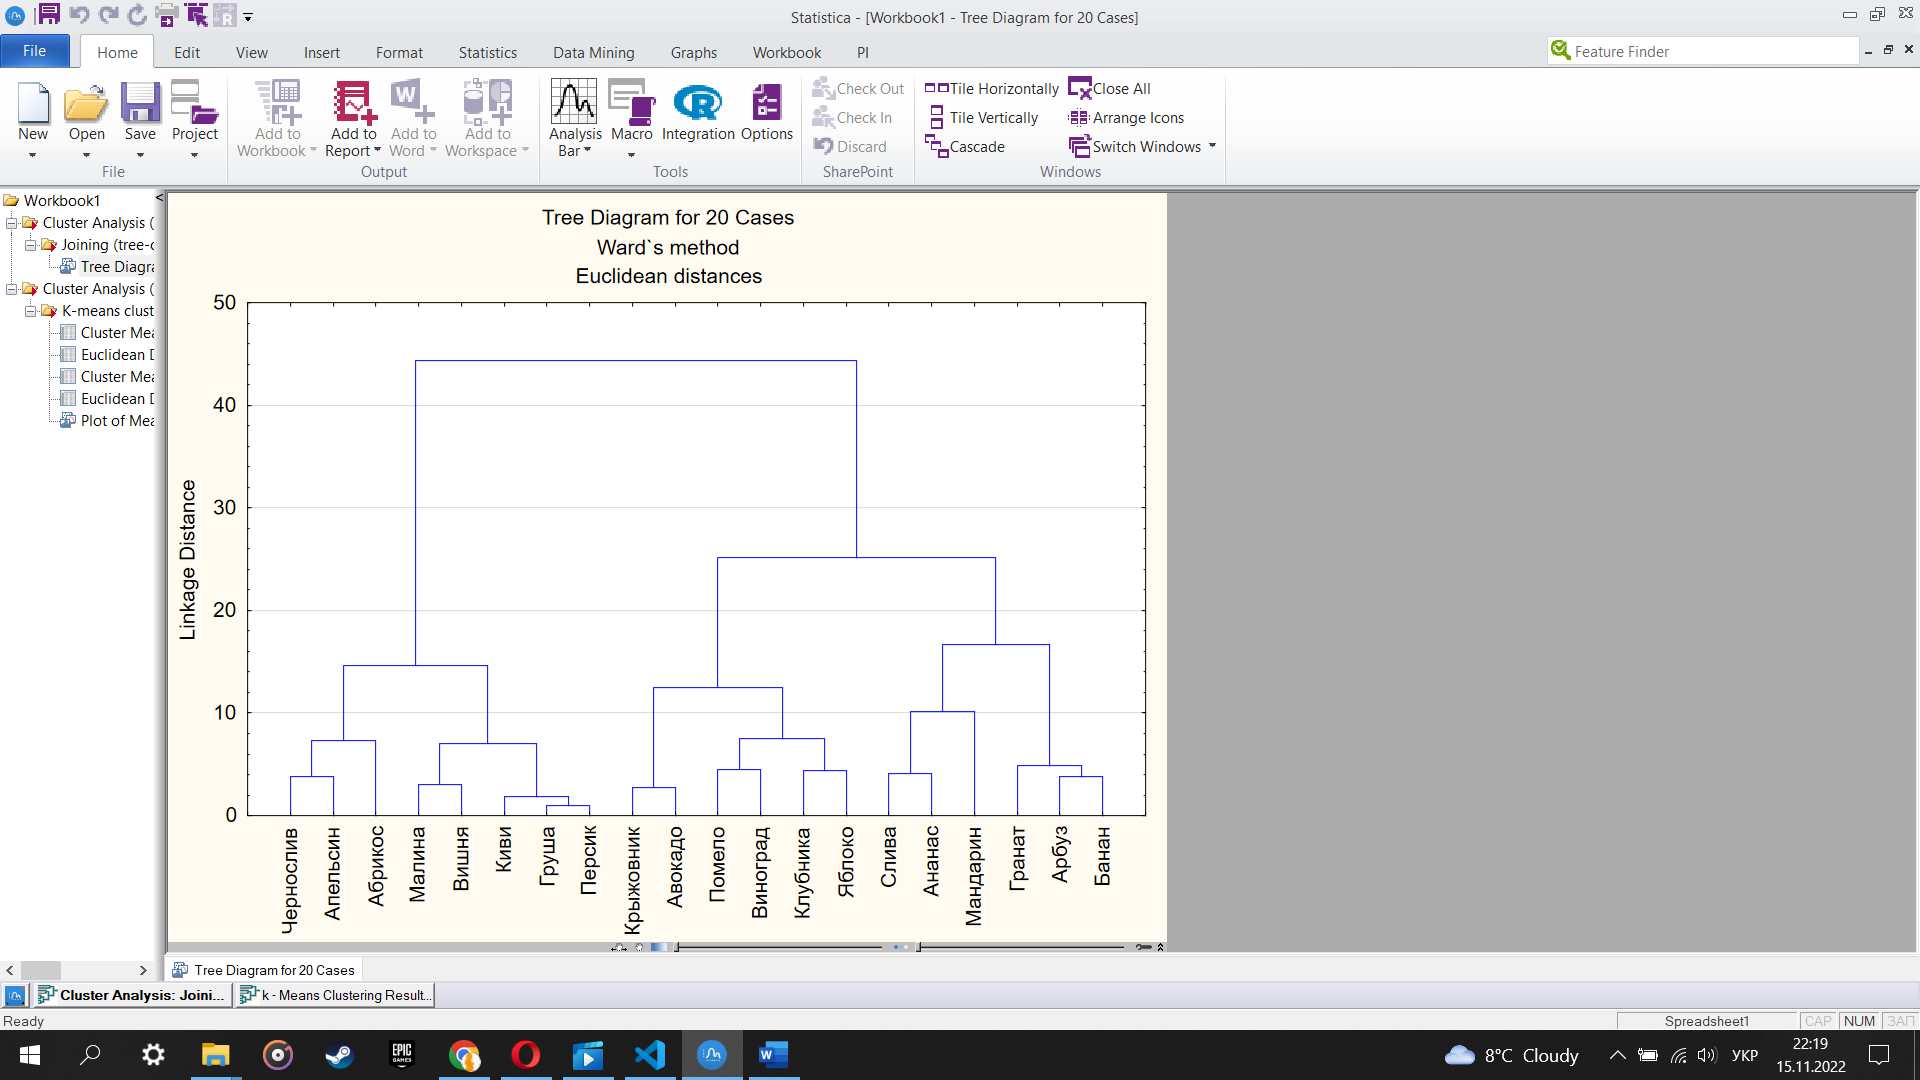 Statistica - [Workbook1 - Tree Diagram for 20 Cases]
File Home Edit View Insert Format Statistics Data Mining Graphs Workbook PI Feature Finder
New Open Save Project
File
Add to Workbook Add to Report Add to Word Add to Workspace
Output
Analysis Bar Macro Integration Options
Tools
Check Out
Check In
Discard
SharePoint
Tile Horizontally
Tile Vertically
Cascade
Close All
Arrange Icons
Switch Windows
Windows
Workbook1
Cluster Analysis (
Joining (tree-c
Tree Diagra
Cluster Analysis (
K-means clust
Cluster Mea
Euclidean D
Cluster Mea
Euclidean D
Plot of Mea
Tree Diagram for 20 Cases
Ward`s method
Euclidean distances
50
40
30
20
10
0
Linkage Distance
Чернослив
Апельсин
Абрикос
Малина
Вишня
Киви
Груша
Персик
Крыжовник
Авокадо
Помело
Виноград
Клубника
Яблоко
Слива
Ананас
Мандарин
Гранат
Арбуз
Банан
Tree Diagram for 20 Cases
Cluster Analysis: Joini...
k - Means Clustering Result...
Ready
Spreadsheet1 CAP NUM ЗАП
EPIC GAMES
8°C Cloudy
УКР
22:19
15.11.2022